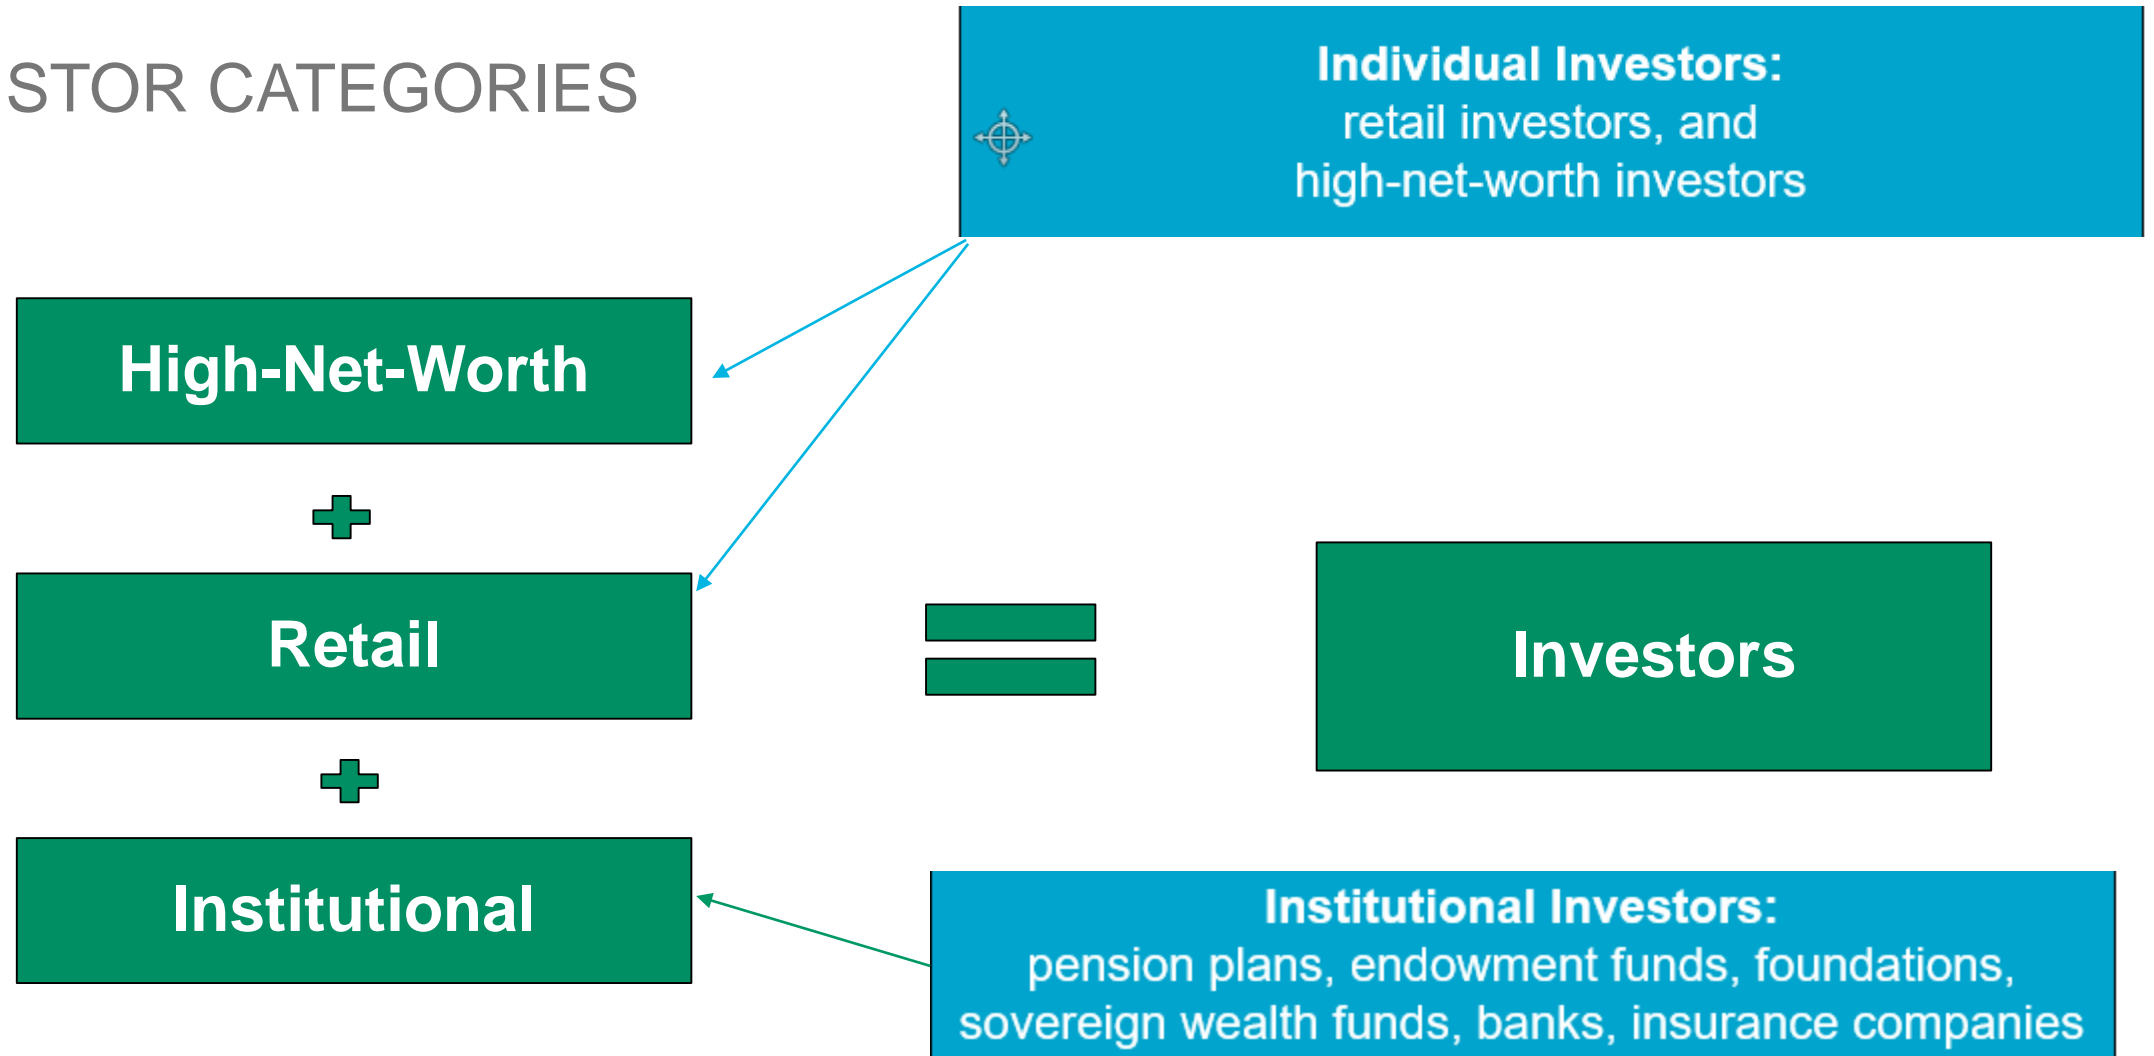 STOR CATEGORIES
Individual Investors:
retail investors, and
high-net-worth investors
High-Net-Worth
Retail
Investors
Institutional
Institutional Investors:
pension plans, endowment funds, foundations,
sovereign wealth funds, banks, insurance companies